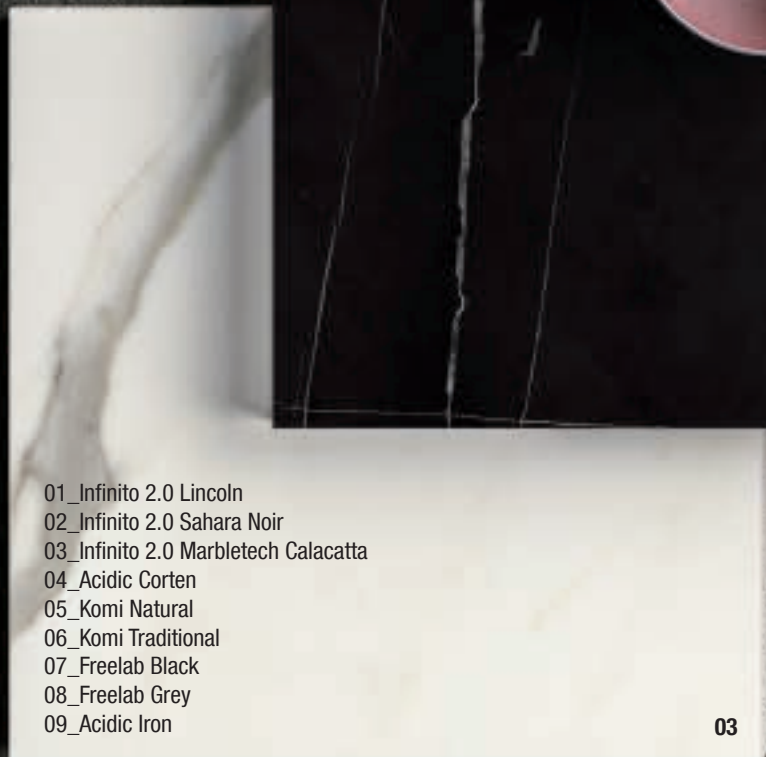 01_Infinito 2.0 Lincoln
02_Infinito 2.0 Sahara Noir
03_Infinito 2.0 Marbletech Calacatta
04_Acidic Corten
05_Komi Natural
06_Komi Traditional
07_Freelab Black
08_Freelab Grey
09_Acidic Iron
03